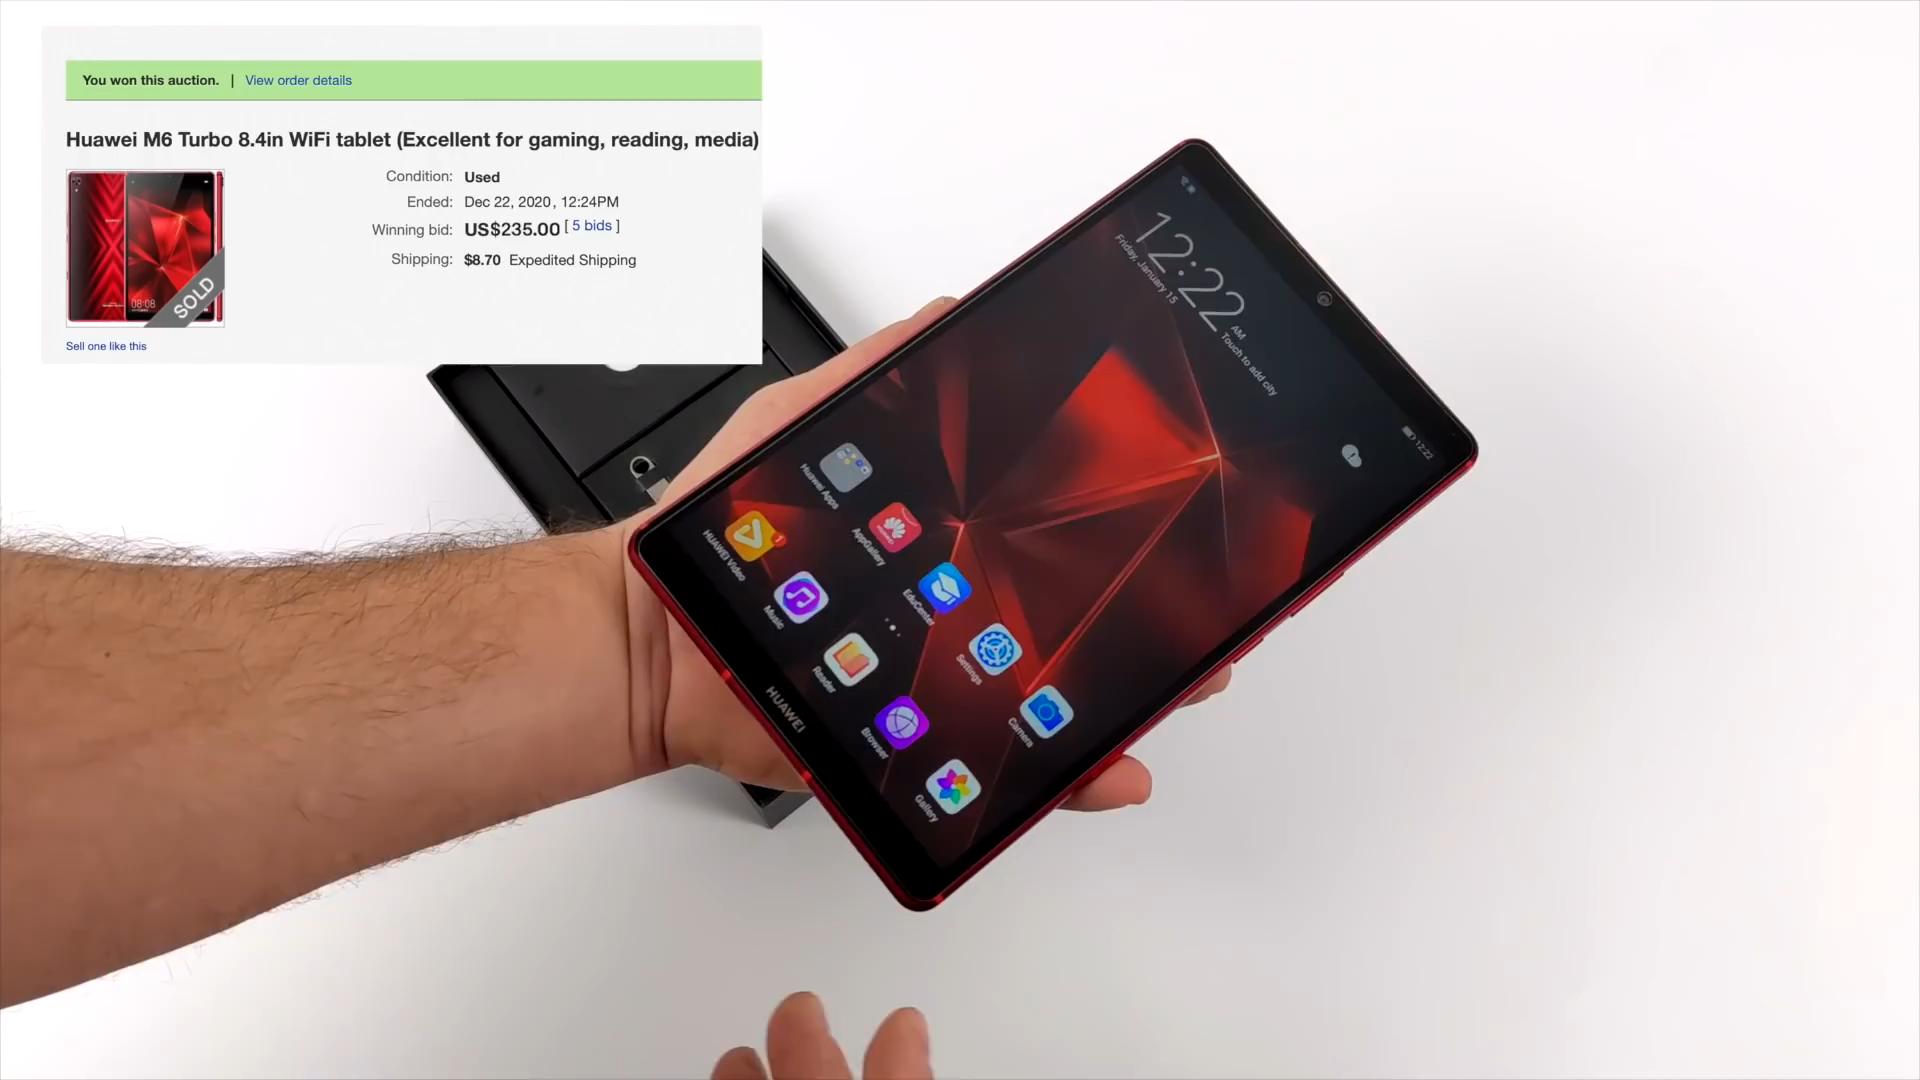 You won this auction. | View order details
Huawei M6 Turbo 8.4in WiFi tablet (Excellent for gaming, reading, media)
Condition: Used
Ended: Dec 22, 2020, 12:24PM
Winning bid: US$235.00 [ 5 bids ]
Shipping: $8.70 Expedited Shipping
08:08
SOLD
Sell one like this
12:22
12:22 AM
Friday, January 15
Touch to add city
Huawei Apps
AppGallery
EduCenter
Settings
Camera
HUAWEI Video
1
Music
Reader
Browser
Gallery
HUAWEI